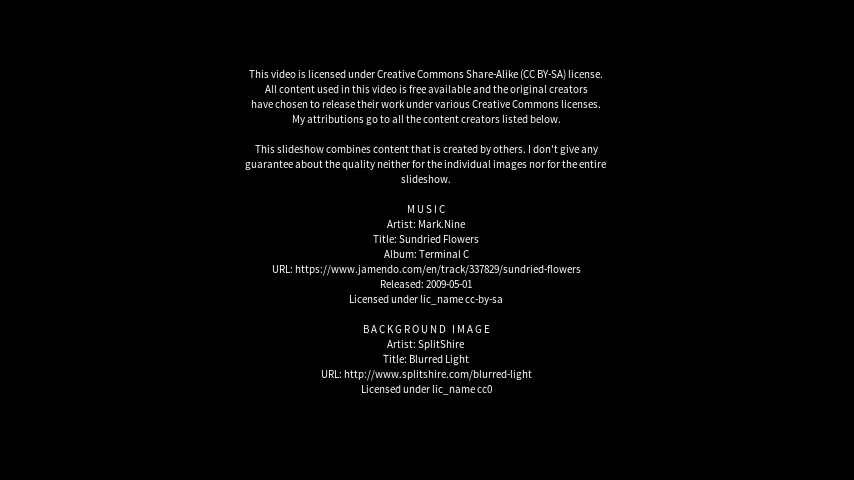 This video is licensed under Creative Commons Share-Alike (CC BY-SA) license.
All content used in this video is free available and the original creators
have chosen to release their work under various Creative Commons licenses.
My attributions go to all the content creators listed below.
This slideshow combines content that is created by others. I don't give any
guarantee about the quality neither for the individual images nor for the entire
slideshow.
MUSIC
Artist: Mark.Nine
Title: Sundried Flowers
Album: Terminal C
URL: https://www.jamendo.com/en/track/337829/sundried-flowers
Released: 2009-05-01
Licensed under lic_name cc-by-sa
BACKGROUND IMAGE
Artist: SplitShire
Title: Blurred Light
URL: http://www.splitshire.com/blurred-light
Licensed under lic_name cc0